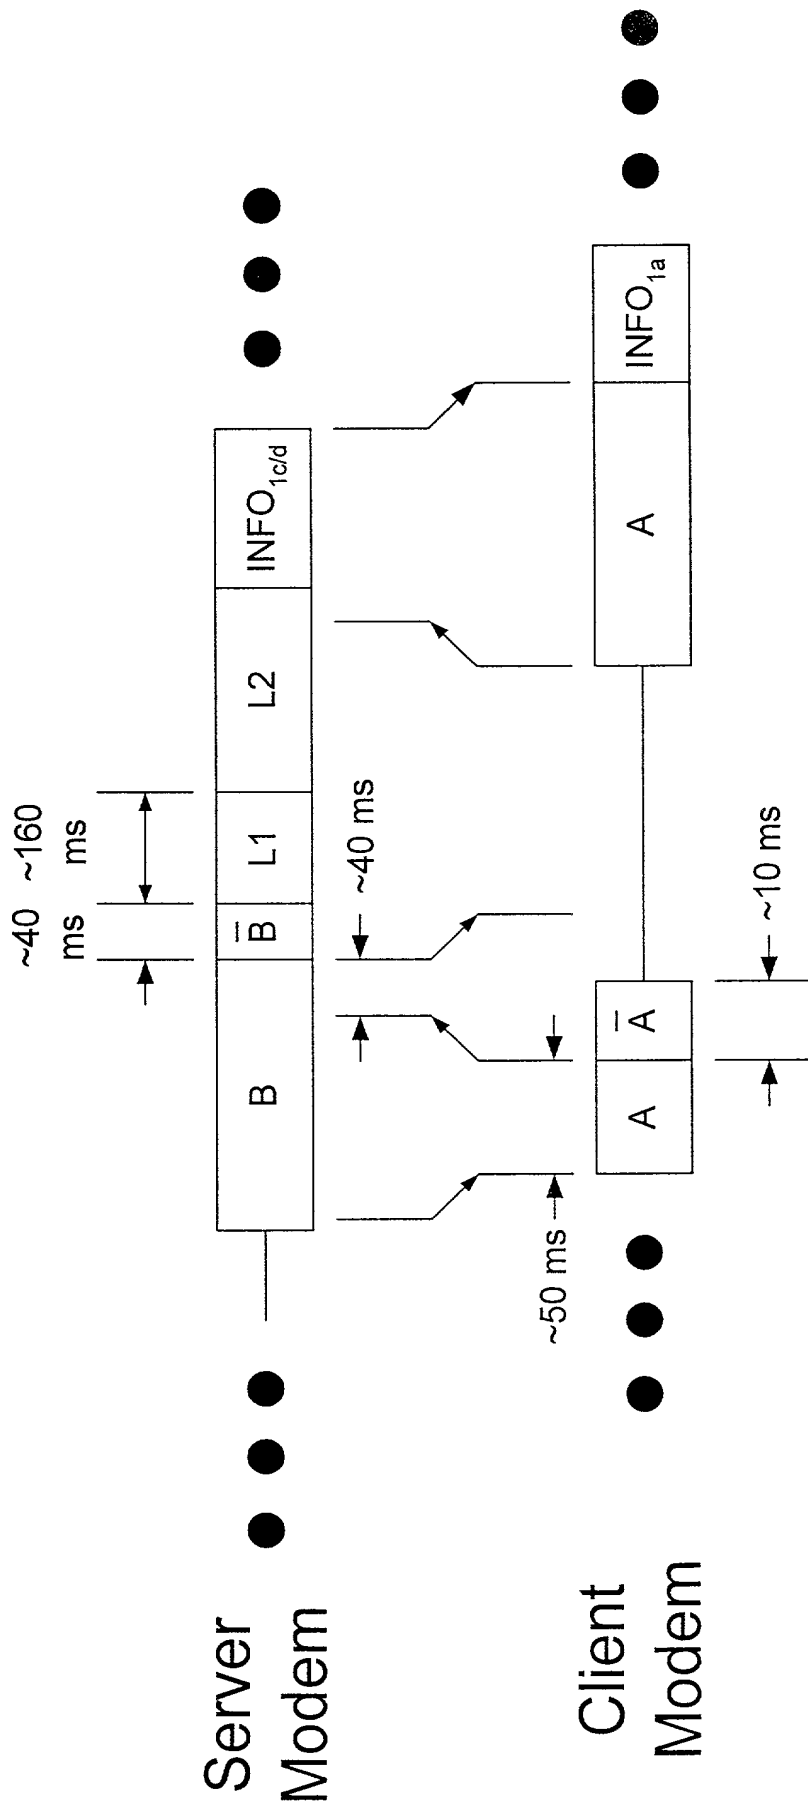 ~40 ~160
ms ms
Server
Modem
B
B̅
L1
L2
INFO1c/d
~40 ms
~50 ms
Client
Modem
A
A̅
A
INFO1a
~10 ms